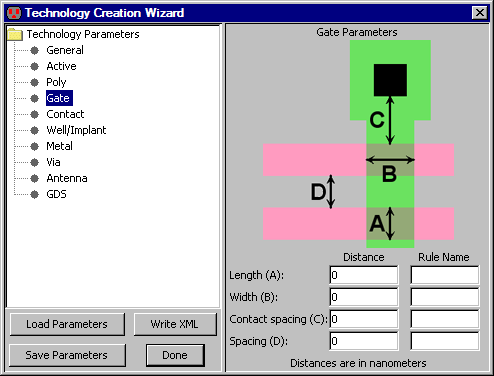 Technology Creation Wizard
Technology Parameters
General
Active
Poly
Gate
Contact
Well/Implant
Metal
Via
Antenna
GDS
Load Parameters
Write XML
Save Parameters
Done
Gate Parameters
C
B
D
A
Distance Rule Name
Length (A): 0
Width (B): 0
Contact spacing (C): 0
Spacing (D): 0
Distances are in nanometers